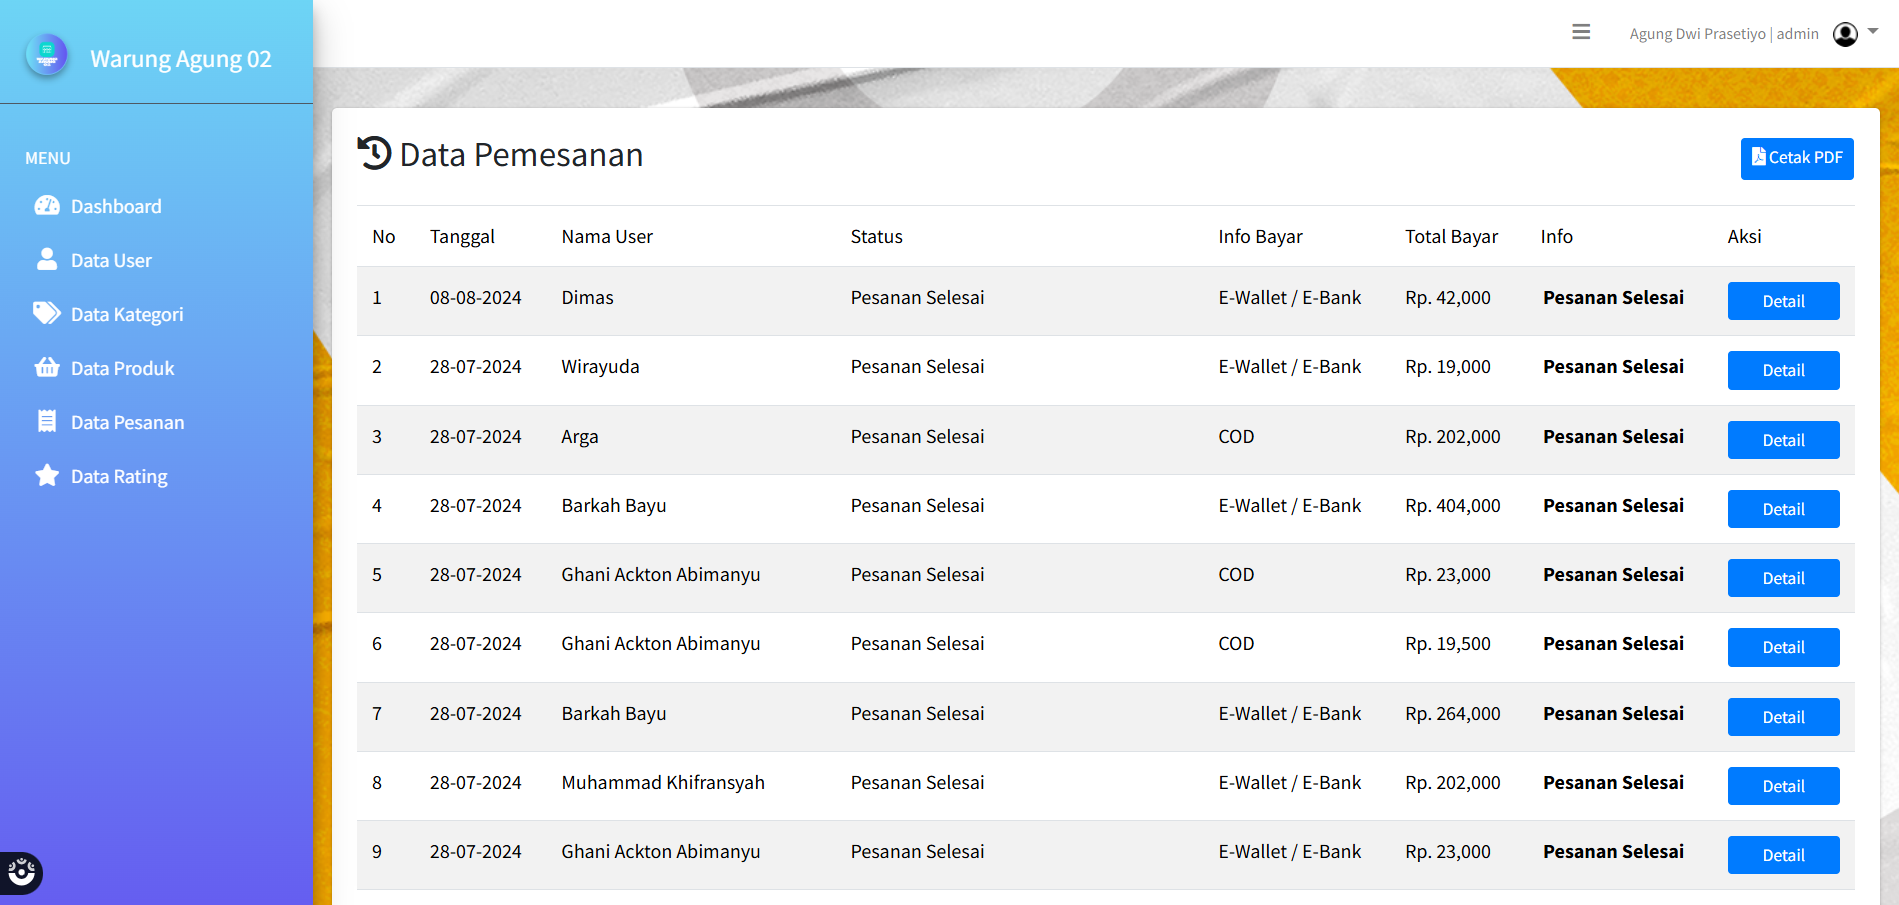 Warung Agung 02
Agung Dwi Prasetiyo | admin
MENU
Dashboard
Data User
Data Kategori
Data Produk
Data Pesanan
Data Rating
Data Pemesanan
Cetak PDF
No Tanggal Nama User Status Info Bayar Total Bayar Info Aksi
1 08-08-2024 Dimas Pesanan Selesai E-Wallet / E-Bank Rp. 42,000 Pesanan Selesai Detail
2 28-07-2024 Wirayuda Pesanan Selesai E-Wallet / E-Bank Rp. 19,000 Pesanan Selesai Detail
3 28-07-2024 Arga Pesanan Selesai COD Rp. 202,000 Pesanan Selesai Detail
4 28-07-2024 Barkah Bayu Pesanan Selesai E-Wallet / E-Bank Rp. 404,000 Pesanan Selesai Detail
5 28-07-2024 Ghani Ackton Abimanyu Pesanan Selesai COD Rp. 23,000 Pesanan Selesai Detail
6 28-07-2024 Ghani Ackton Abimanyu Pesanan Selesai COD Rp. 19,500 Pesanan Selesai Detail
7 28-07-2024 Barkah Bayu Pesanan Selesai E-Wallet / E-Bank Rp. 264,000 Pesanan Selesai Detail
8 28-07-2024 Muhammad Khifransyah Pesanan Selesai E-Wallet / E-Bank Rp. 202,000 Pesanan Selesai Detail
9 28-07-2024 Ghani Ackton Abimanyu Pesanan Selesai E-Wallet / E-Bank Rp. 23,000 Pesanan Selesai Detail